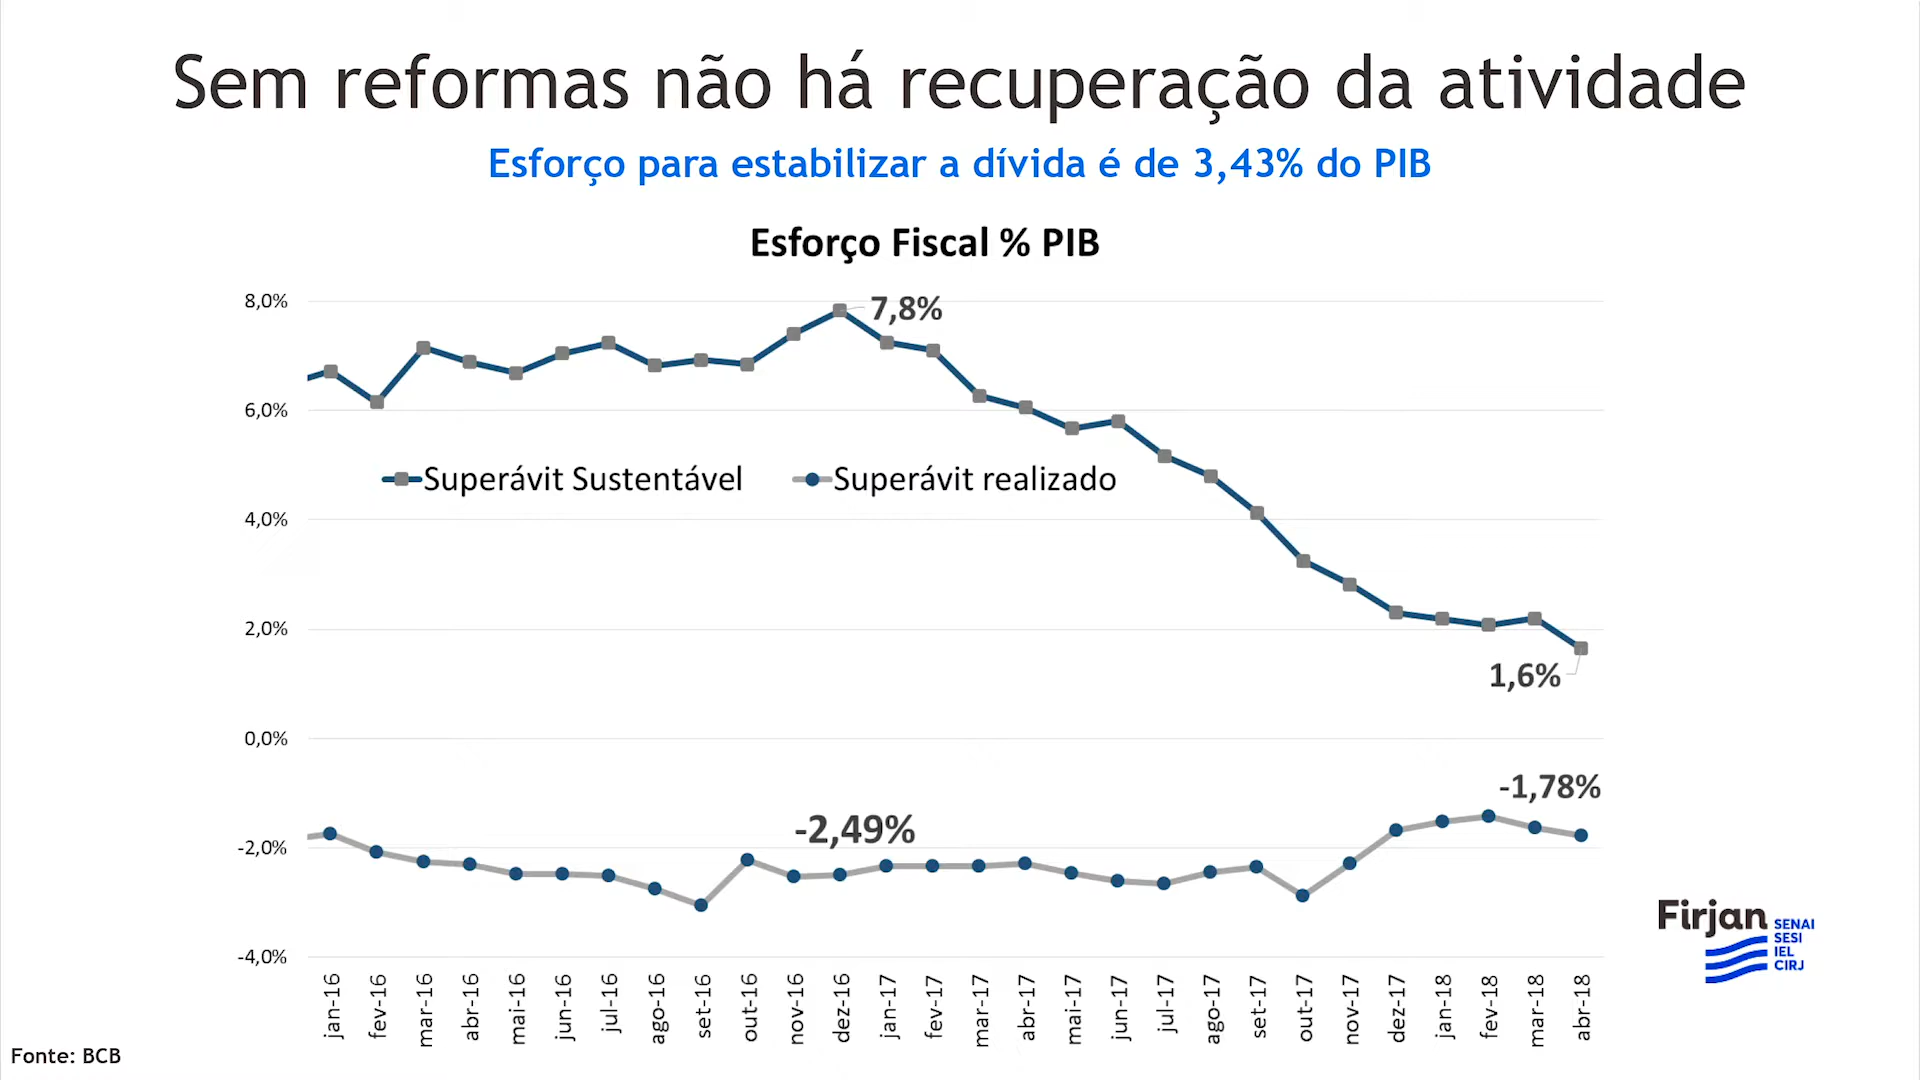 Sem reformas não há recuperação da atividade
Esforço para estabilizar a dívida é de 3,43% do PIB
Esforço Fiscal % PIB
8,0%
7,8%
6,0%
Superávit Sustentável
Superávit realizado
4,0%
2,0%
1,6%
0,0%
-1,78%
-2,49%
-2,0%
-4,0%
jan-16
fev-16
mar-16
abr-16
mai-16
jun-16
jul-16
ago-16
set-16
out-16
nov-16
dez-16
jan-17
fev-17
mar-17
abr-17
mai-17
jun-17
jul-17
ago-17
set-17
out-17
nov-17
dez-17
jan-18
fev-18
mar-18
abr-18
Firjan
SENAI
SESI
IEL
CIRJ
Fonte: BCB